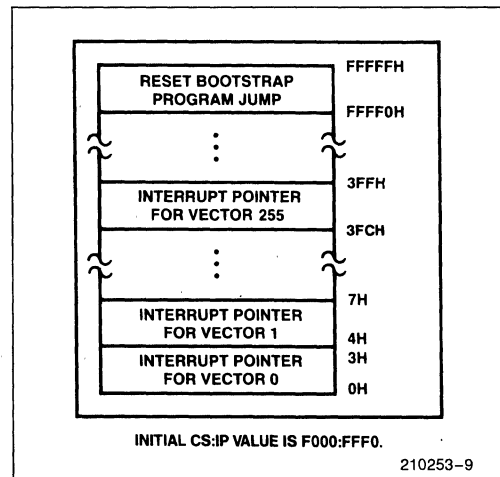 RESET BOOTSTRAP
PROGRAM JUMP
FFFFFH
FFFF0H
INTERRUPT POINTER
FOR VECTOR 255
3FFH
3FCH
INTERRUPT POINTER
FOR VECTOR 1
7H
4H
INTERRUPT POINTER
FOR VECTOR 0
3H
0H
INITIAL CS:IP VALUE IS F000:FFF0.
210253-9